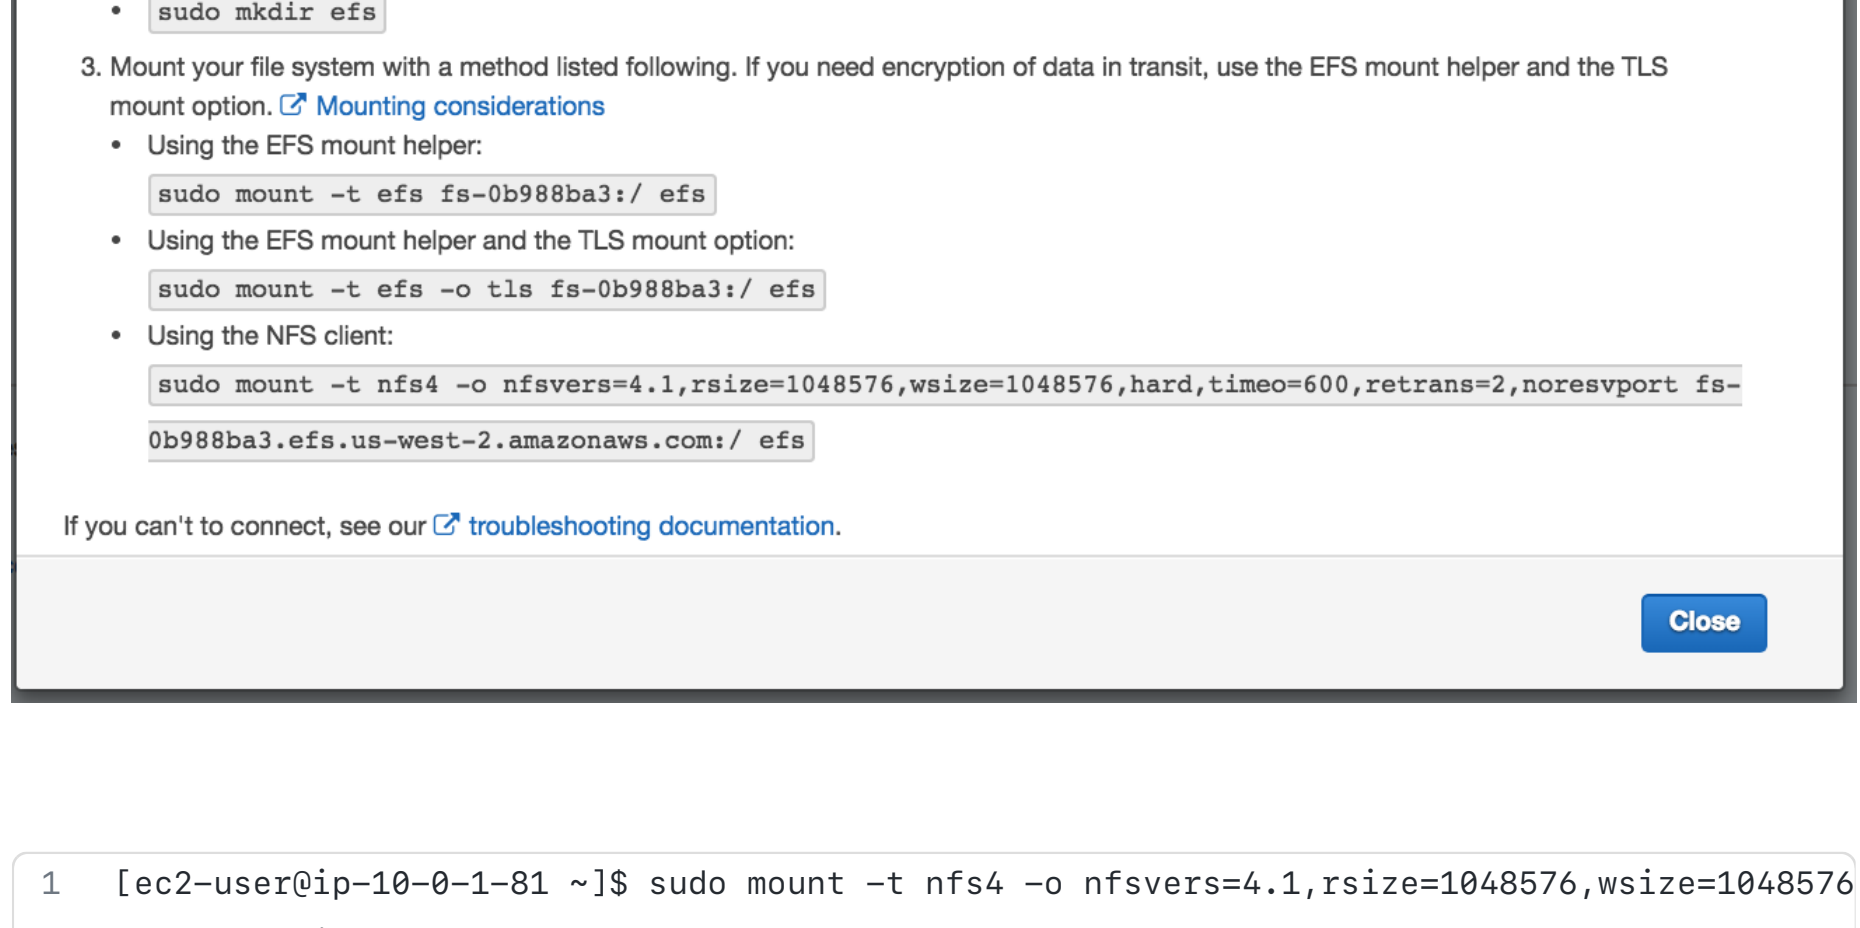 • sudo mkdir efs
3. Mount your file system with a method listed following. If you need encryption of data in transit, use the EFS mount helper and the TLS
mount option. Mounting considerations
• Using the EFS mount helper:
sudo mount -t efs fs-0b988ba3:/ efs
• Using the EFS mount helper and the TLS mount option:
sudo mount -t efs -o tls fs-0b988ba3:/ efs
• Using the NFS client:
sudo mount -t nfs4 -o nfsvers=4.1,rsize=1048576,wsize=1048576,hard,timeo=600,retrans=2,noresvport fs-
0b988ba3.efs.us-west-2.amazonaws.com:/ efs
If you can't to connect, see our troubleshooting documentation.
Close
1 [ec2-user@ip-10-0-1-81 ~]$ sudo mount -t nfs4 -o nfsvers=4.1,rsize=1048576,wsize=1048576